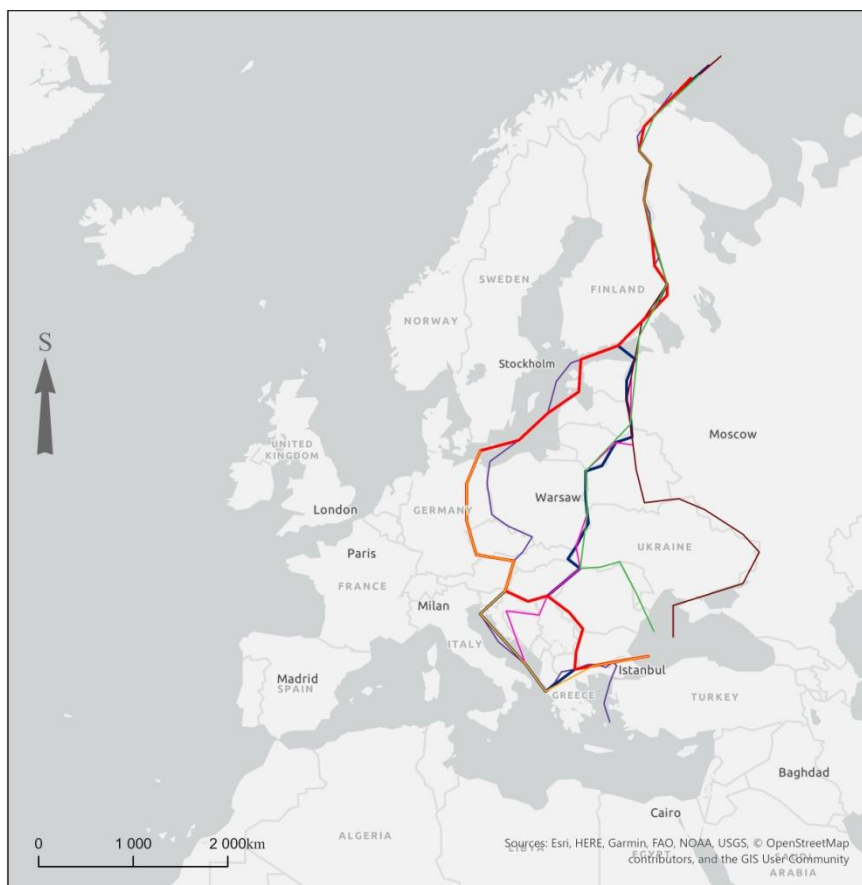 SWEDEN
FINLAND
NORWAY
S
Stockholm
Moscow
UNITED
KINGDOM
London
Warsaw
GERMANY
Paris
UKRAINE
FRANCE
Milan
ITALY
Madrid
SPAIN
Istanbul
GREECE
TURKEY
Baghdad
Cairo
ALGERIA
LIBYA
EGYPT
SAUDI
ARABIA
0 1 000 2 000km
Sources: Esri, HERE, Garmin, FAO, NOAA, USGS, © OpenStreetMap
contributors, and the GIS User Community